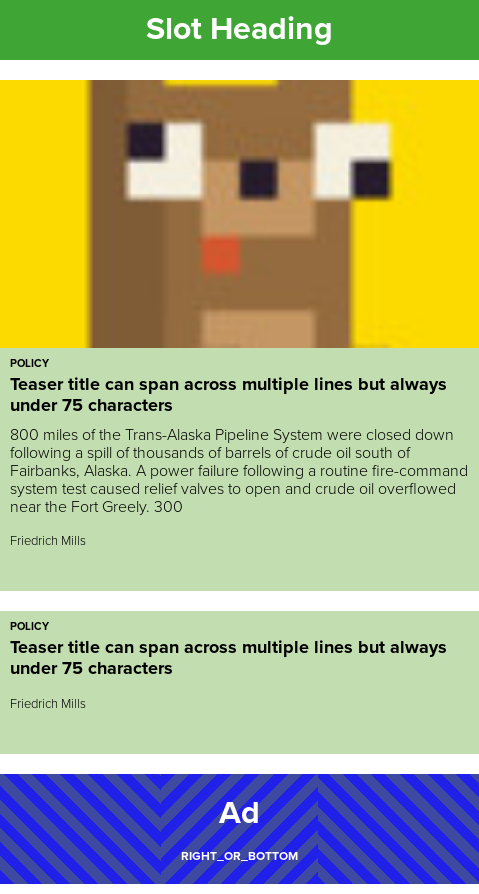 Slot Heading
POLICY
Teaser title can span across multiple lines but always
under 75 characters
800 miles of the Trans-Alaska Pipeline System were closed down
following a spill of thousands of barrels of crude oil south of
Fairbanks, Alaska. A power failure following a routine fire-command
system test caused relief valves to open and crude oil overflowed
near the Fort Greely. 300
Friedrich Mills
POLICY
Teaser title can span across multiple lines but always
under 75 characters
Friedrich Mills
Ad
RIGHT_OR_BOTTOM